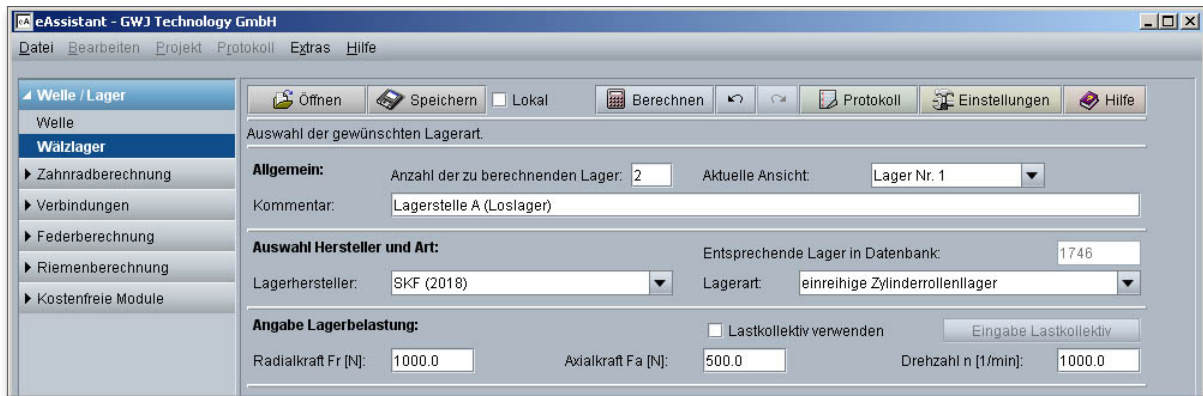 eA eAssistant - GWJ Technology GmbH
Datei Bearbeiten Projekt Protokoll Extras Hilfe
Welle / Lager
Welle
Wälzlager
Zahnradberechnung
Verbindungen
Federberechnung
Riemenberechnung
Kostenfreie Module
Öffnen Speichern Lokal Berechnen Protokoll Einstellungen Hilfe
Auswahl der gewünschten Lagerart.
Allgemein: Anzahl der zu berechnenden Lager: 2 Aktuelle Ansicht: Lager Nr. 1
Kommentar: Lagerstelle A (Loslager)
Auswahl Hersteller und Art: Entsprechende Lager in Datenbank: 1746
Lagerhersteller: SKF (2018) Lagerart: einreihige Zylinderrollenllager
Angabe Lagerbelastung: Lastkollektiv verwenden Eingabe Lastkollektiv
Radialkraft Fr [N]: 1000.0 Axialkraft Fa [N]: 500.0 Drehzahl n [1/min]: 1000.0